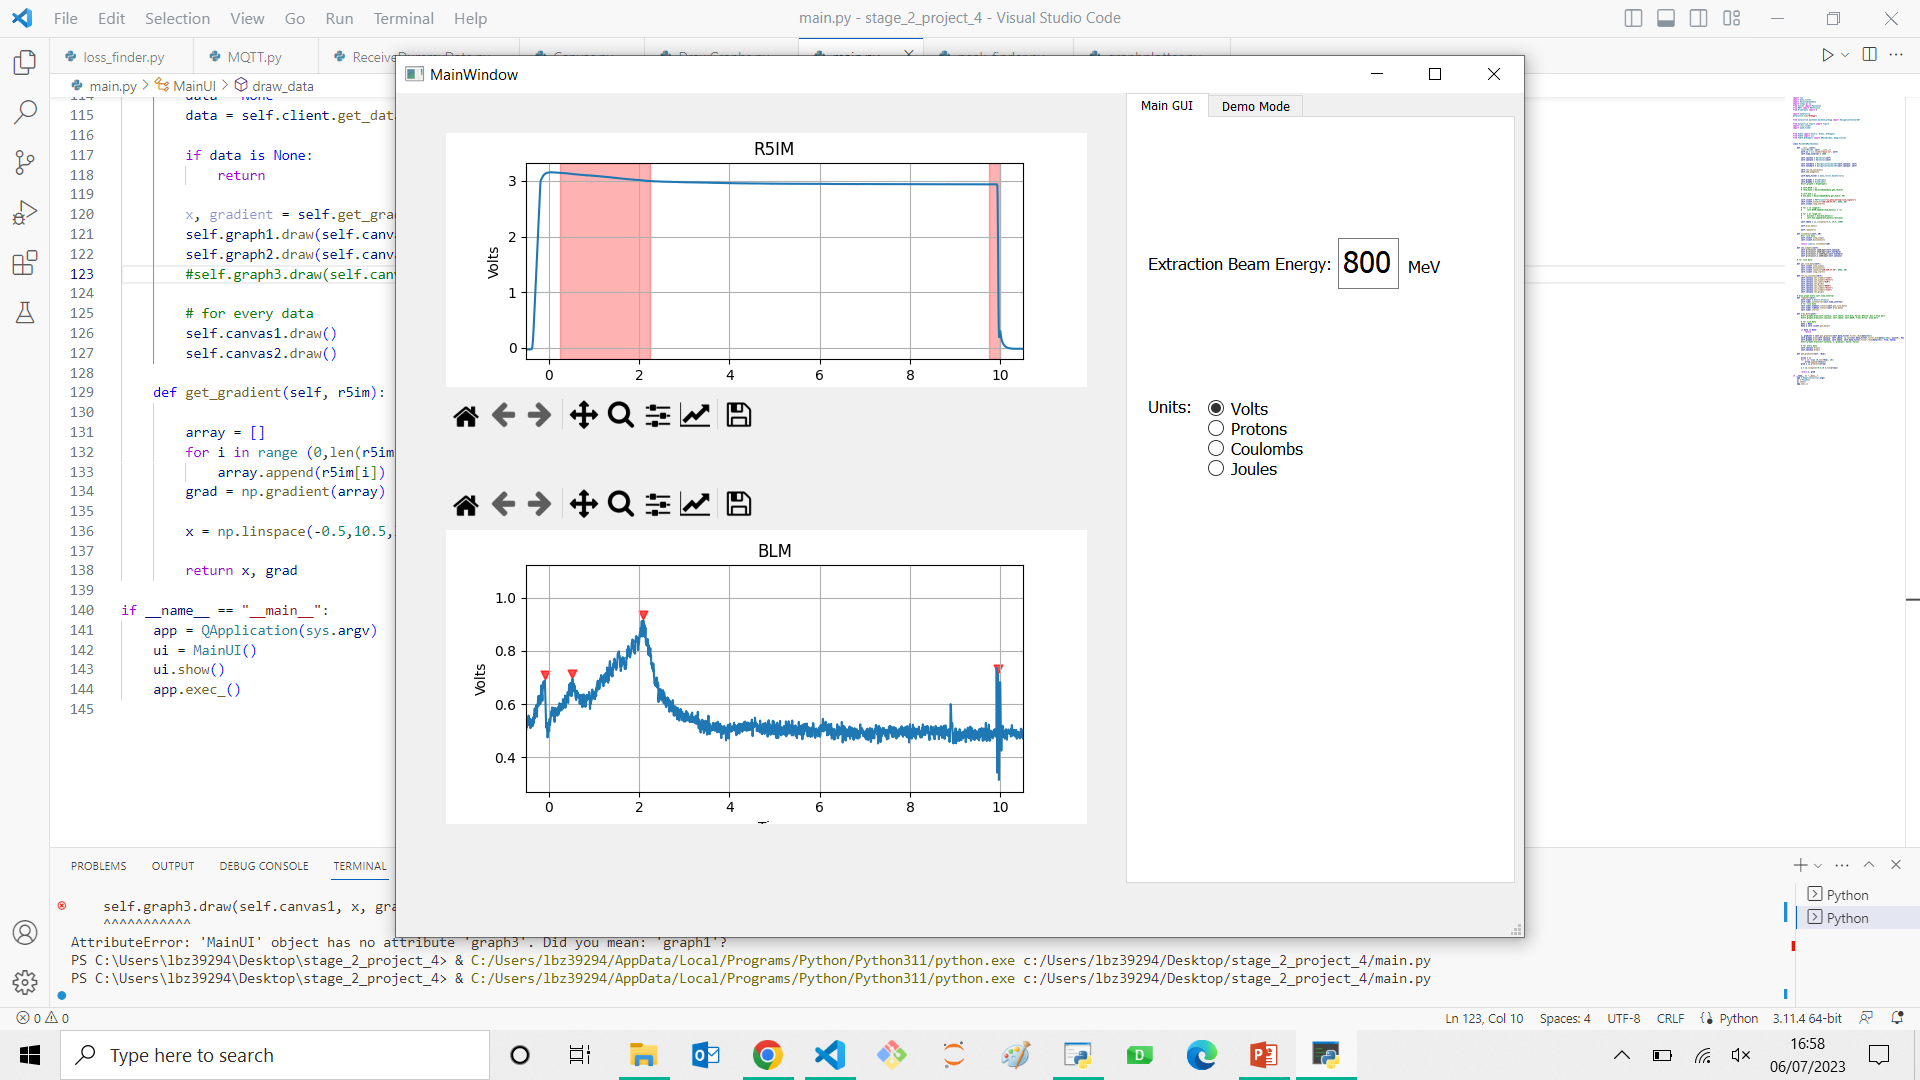 File Edit Selection View Go Run Terminal Help
main.py - stage_2_project_4 - Visual Studio Code
loss_finder.py MQTT.py
main.py > MainUI > draw_data
115 data = self.client.get_dat
116
117 if data is None:
118 return
119
120 x, gradient = self.get_gra
121 self.graph1.draw(self.canv
122 self.graph2.draw(self.canv
123 #self.graph3.draw(self.can
124
125 # for every data
126 self.canvas1.draw()
127 self.canvas2.draw()
128
129 def get_gradient(self, r5im):
130
131 array = []
132 for i in range (0,len(r5im
133 array.append(r5im[i])
134 grad = np.gradient(array)
135
136 x = np.linspace(-0.5,10.5,
137
138 return x, grad
139
140 if __name__ == "__main__":
141 app = QApplication(sys.argv)
142 ui = MainUI()
143 ui.show()
144 app.exec_()
145
MainWindow
R5IM
Volts
3
2
1
0
0 2 4 6 8 10
BLM
Volts
1.0
0.8
0.6
0.4
0 2 4 6 8 10
Main GUI Demo Mode
Extraction Beam Energy: 800 MeV
Units: Volts
Protons
Coulombs
Joules
PROBLEMS OUTPUT DEBUG CONSOLE TERMINAL
self.graph3.draw(self.canvas1, x, gra
^^^^^^^^^^^
AttributeError: 'MainUI' object has no attribute 'graph3'. Did you mean: 'graph1'?
PS C:\Users\lbz39294\Desktop\stage_2_project_4> & C:/Users/lbz39294/AppData/Local/Programs/Python/Python311/python.exe c:/Users/lbz39294/Desktop/stage_2_project_4/main.py
PS C:\Users\lbz39294\Desktop\stage_2_project_4> & C:/Users/lbz39294/AppData/Local/Programs/Python/Python311/python.exe c:/Users/lbz39294/Desktop/stage_2_project_4/main.py
Python
Python
0 0
Ln 123, Col 10 Spaces: 4 UTF-8 CRLF Python 3.11.4 64-bit
Type here to search
16:58
06/07/2023